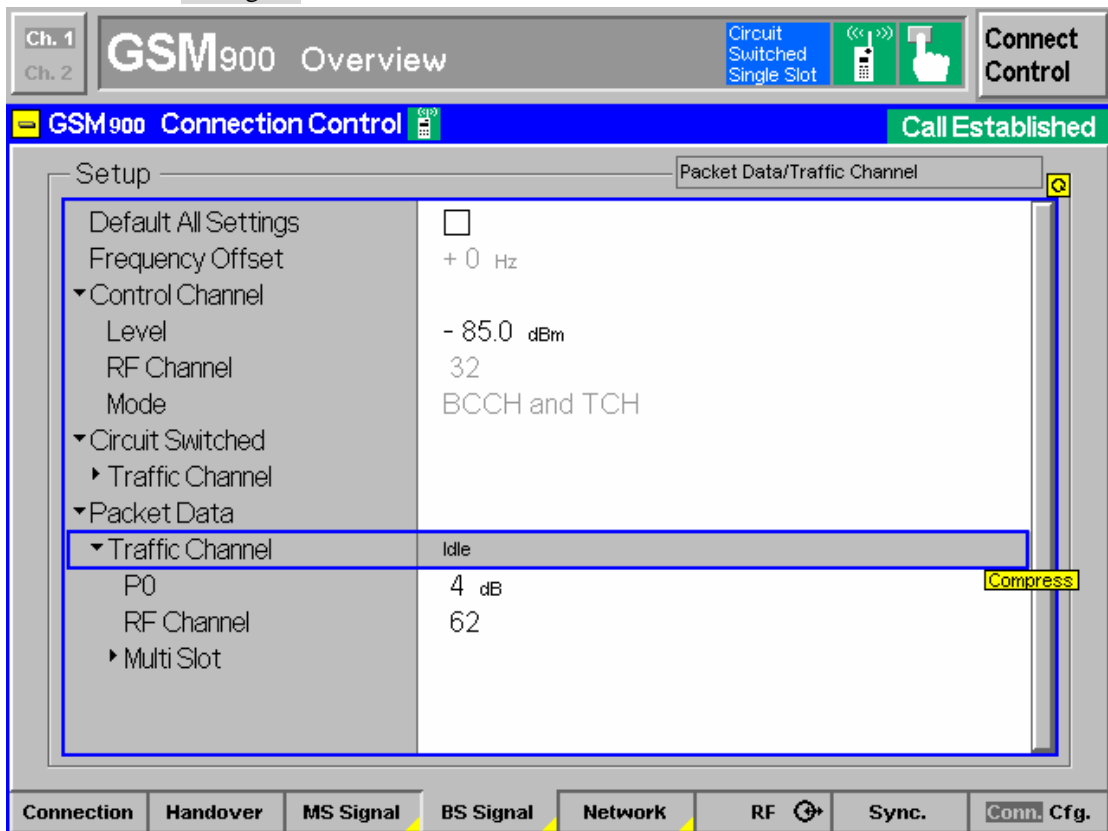 Ch. 1
Ch. 2
GSM900 Overview
Circuit
Switched
Single Slot
Connect
Control
GSM 900 Connection Control
Call Established
Setup
Packet Data/Traffic Channel
Default All Settings
Frequency Offset + 0 Hz
Control Channel
Level - 85.0 dBm
RF Channel 32
Mode BCCH and TCH
Circuit Switched
Traffic Channel
Packet Data
Traffic Channel Idle
Compress
P0 4 dB
RF Channel 62
Multi Slot
Connection Handover MS Signal BS Signal Network RF Sync. Conn. Cfg.